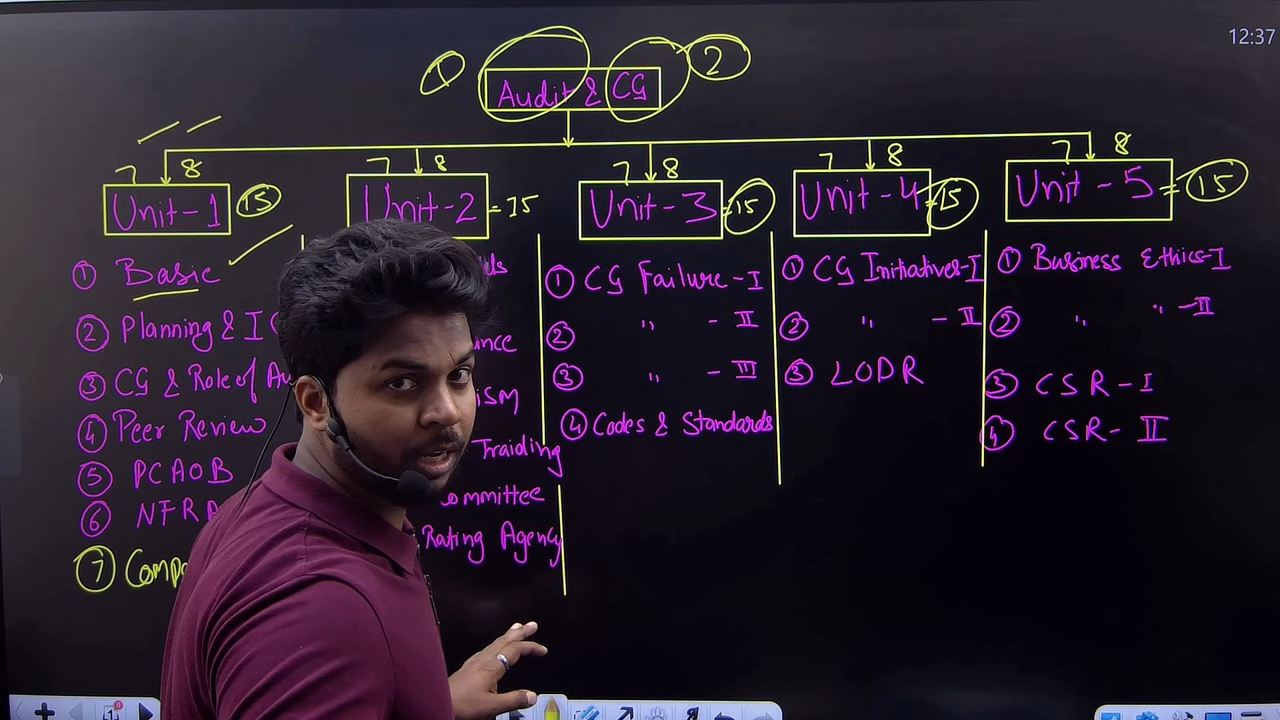 12:37
① Audit & CG ②
7 8
Unit-1 15
① Basic
② Planning & I
③ CG & Role of
④ Peer Review
⑤ PCAOB
⑥
⑦
7 8
Unit-2 = 15
Traiding
Rating Agency
7 8
Unit-3 = 15
① CG Failure-I
② " - II
③ " - III
④ Codes & Standards
7 8
Unit-4 = 15
① CG Initiatives-I
② " - II
③ LODR
7 8
Unit-5 = 15
① Business Ethics-I
② " " - II
③ CSR-I
④ CSR-II